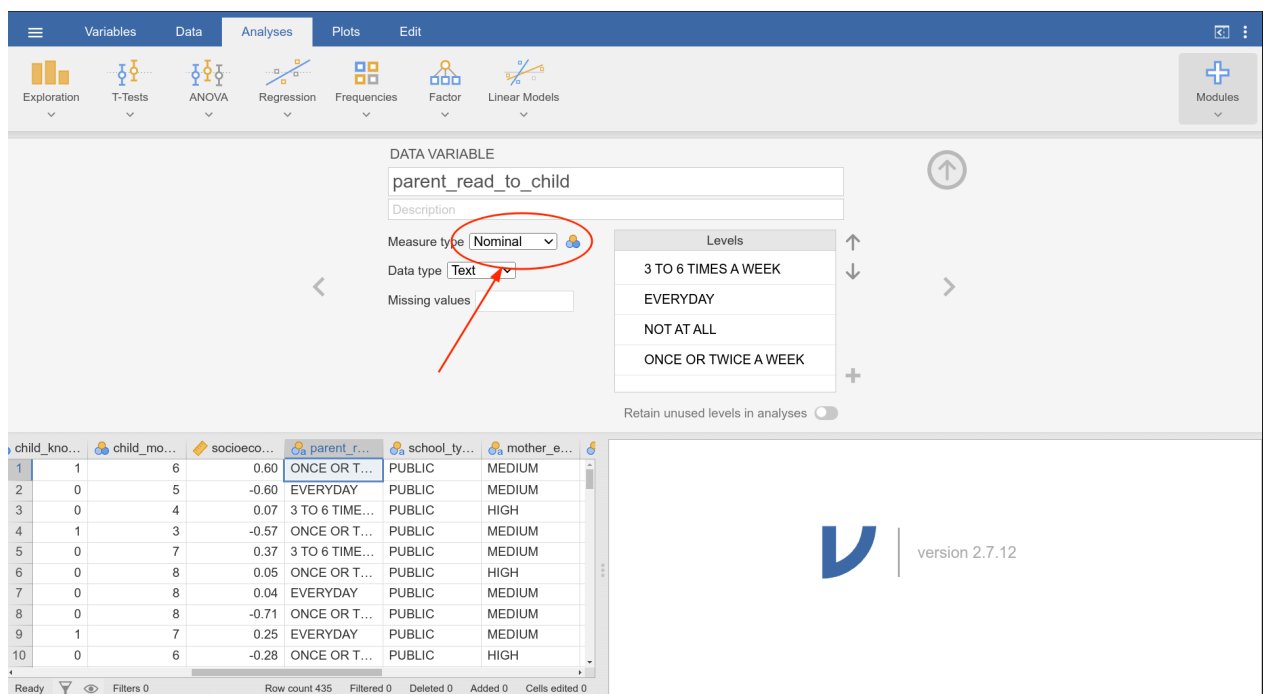 Variables Data Analyses Plots Edit
Exploration T-Tests ANOVA Regression Frequencies Factor Linear Models Modules
DATA VARIABLE
parent_read_to_child
Description
Measure type Nominal
Data type Text
Missing values
Levels
3 TO 6 TIMES A WEEK
EVERYDAY
NOT AT ALL
ONCE OR TWICE A WEEK
Retain unused levels in analyses
child_kno... child_mo... socioeco... parent_r... school_ty... mother_e...
1 1 6 0.60 ONCE OR T... PUBLIC MEDIUM
2 0 5 -0.60 EVERYDAY PUBLIC MEDIUM
3 0 4 0.07 3 TO 6 TIME... PUBLIC HIGH
4 1 3 -0.57 ONCE OR T... PUBLIC MEDIUM
5 0 7 0.37 3 TO 6 TIME... PUBLIC MEDIUM
6 0 8 0.05 ONCE OR T... PUBLIC HIGH
7 0 8 0.04 EVERYDAY PUBLIC MEDIUM
8 0 8 -0.71 ONCE OR T... PUBLIC MEDIUM
9 1 7 0.25 EVERYDAY PUBLIC MEDIUM
10 0 6 -0.28 ONCE OR T... PUBLIC HIGH
version 2.7.12
Ready Filters 0 Row count 435 Filtered 0 Deleted 0 Added 0 Cells edited 0